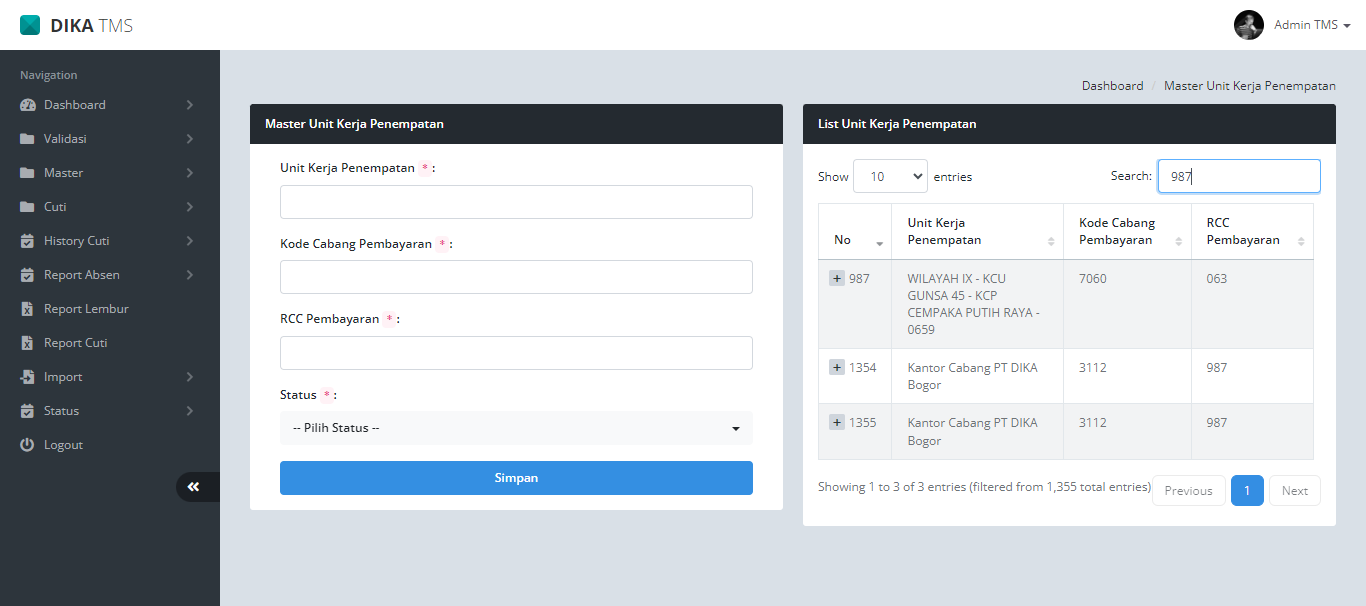 DIKA TMS
Admin TMS
Navigation
Dashboard
Validasi
Master
Cuti
History Cuti
Report Absen
Report Lembur
Report Cuti
Import
Status
Logout
Dashboard / Master Unit Kerja Penempatan
Master Unit Kerja Penempatan
Unit Kerja Penempatan * :
Kode Cabang Pembayaran * :
RCC Pembayaran * :
Status * :
-- Pilih Status --
Simpan
List Unit Kerja Penempatan
Show 10 entries Search: 987
No Unit Kerja Penempatan Kode Cabang Pembayaran RCC Pembayaran
+ 987 WILAYAH IX - KCU 7060 063
GUNSA 45 - KCP
CEMPAKA PUTIH RAYA -
0659
+ 1354 Kantor Cabang PT DIKA 3112 987
Bogor
+ 1355 Kantor Cabang PT DIKA 3112 987
Bogor
Showing 1 to 3 of 3 entries (filtered from 1,355 total entries) Previous 1 Next